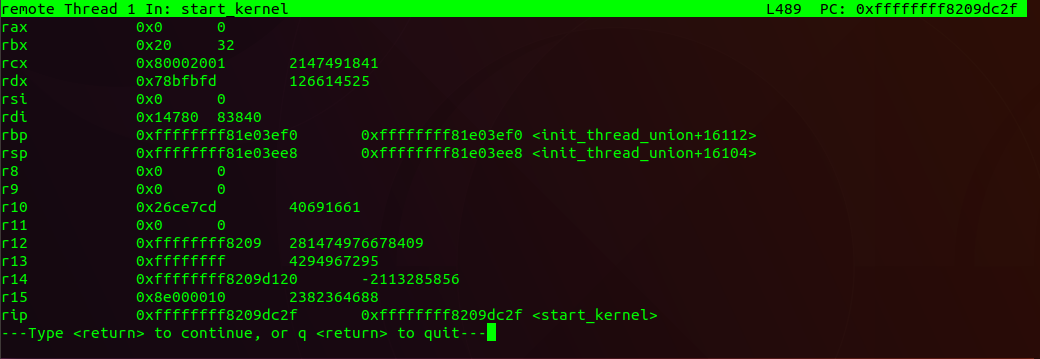 remote Thread 1 In: start_kernel L489 PC: 0xffffffff8209dc2f
rax 0x0 0
rbx 0x20 32
rcx 0x80002001 2147491841
rdx 0x78bfbfd 126614525
rsi 0x0 0
rdi 0x14780 83840
rbp 0xffffffff81e03ef0 0xffffffff81e03ef0 <init_thread_union+16112>
rsp 0xffffffff81e03ee8 0xffffffff81e03ee8 <init_thread_union+16104>
r8 0x0 0
r9 0x0 0
r10 0x26ce7cd 40691661
r11 0x0 0
r12 0xffffffff8209 281474976678409
r13 0xffffffff 4294967295
r14 0xffffffff8209d120 -2113285856
r15 0x8e000010 2382364688
rip 0xffffffff8209dc2f 0xffffffff8209dc2f <start_kernel>
---Type <return> to continue, or q <return> to quit---